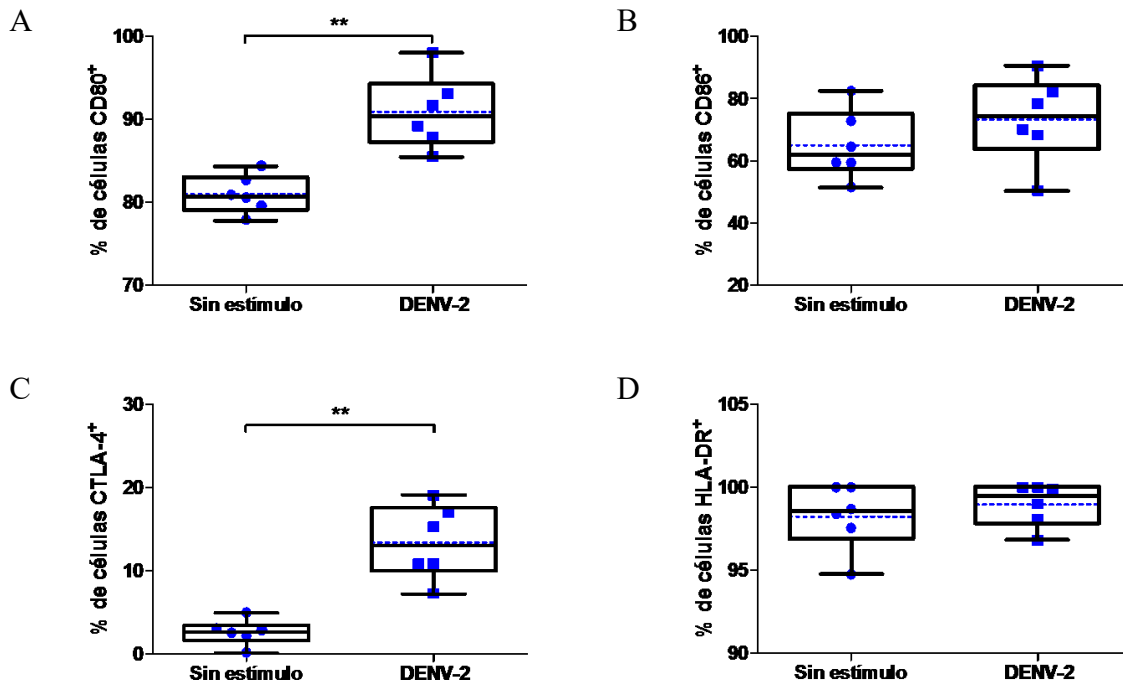 A
**
% de células CD80+
100
90
80
70
Sin estímulo
DENV-2
B
% de células CD86+
100
80
60
40
20
Sin estímulo
DENV-2
C
**
% de células CTLA-4+
30
20
10
0
Sin estímulo
DENV-2
D
% de células HLA-DR+
105
100
95
90
Sin estímulo
DENV-2